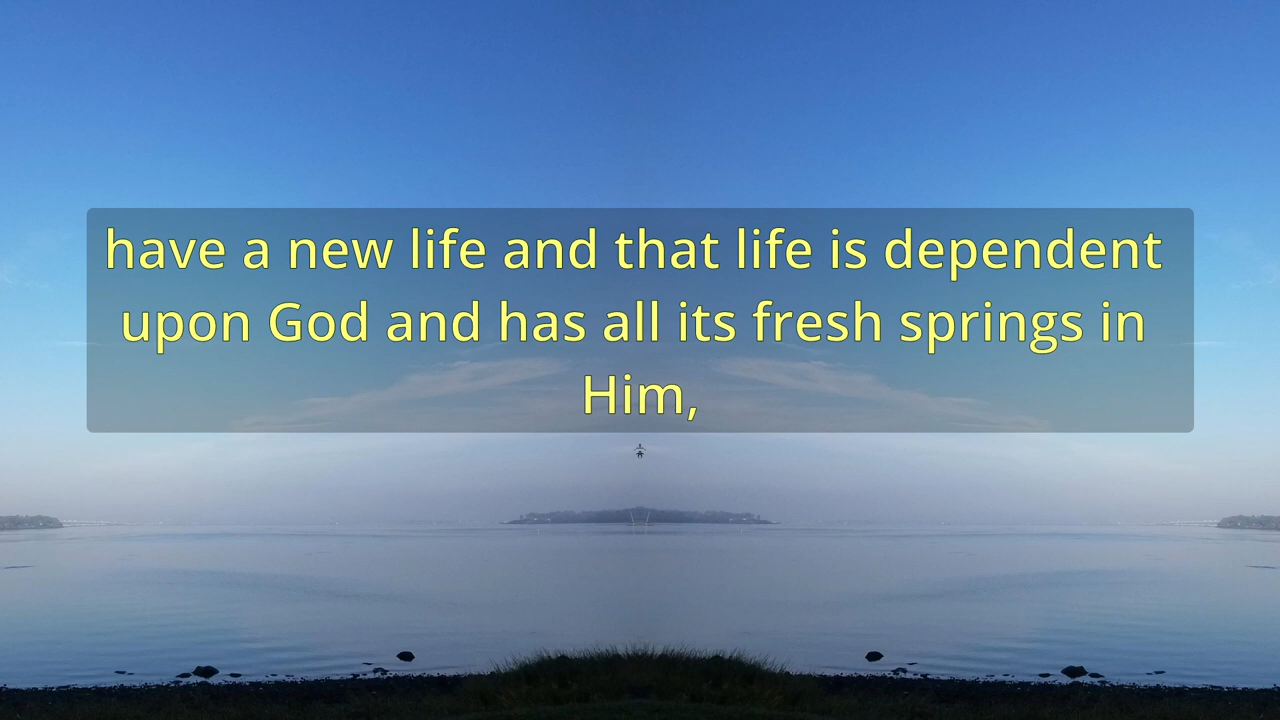 have a new life and that life is dependent
upon God and has all its fresh springs in
Him,